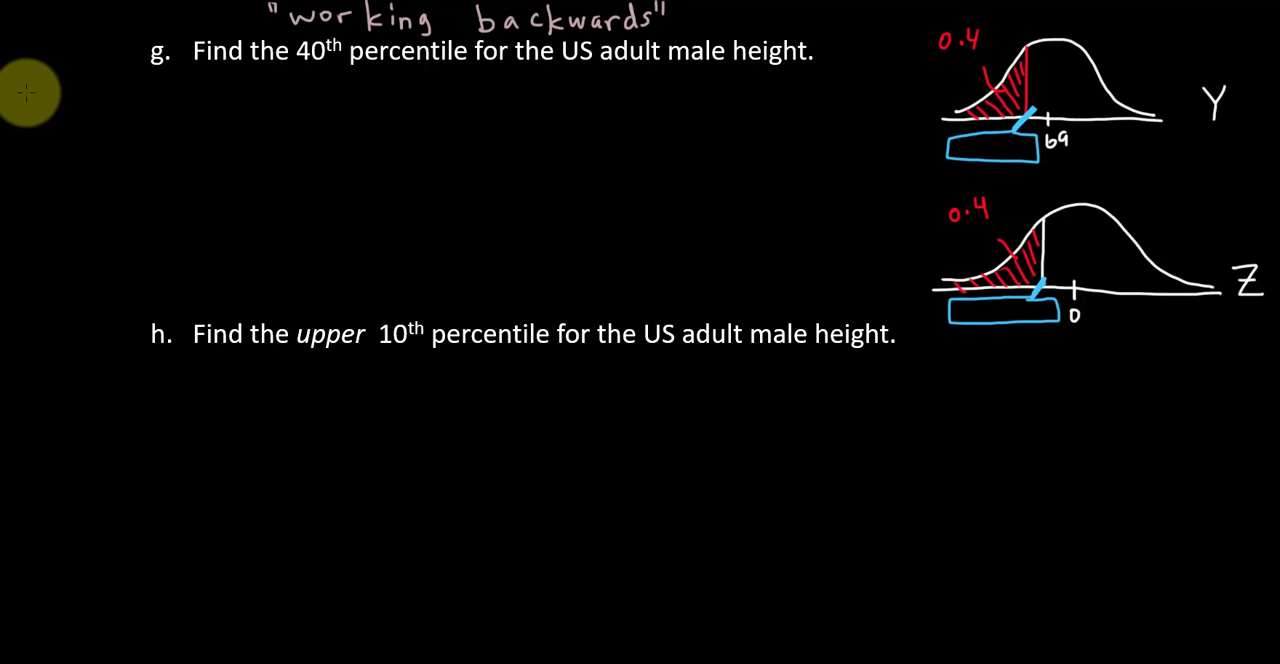 "working backwards"
g. Find the 40th percentile for the US adult male height.
0.4
Y
69
0.4
Z
0
h. Find the upper 10th percentile for the US adult male height.